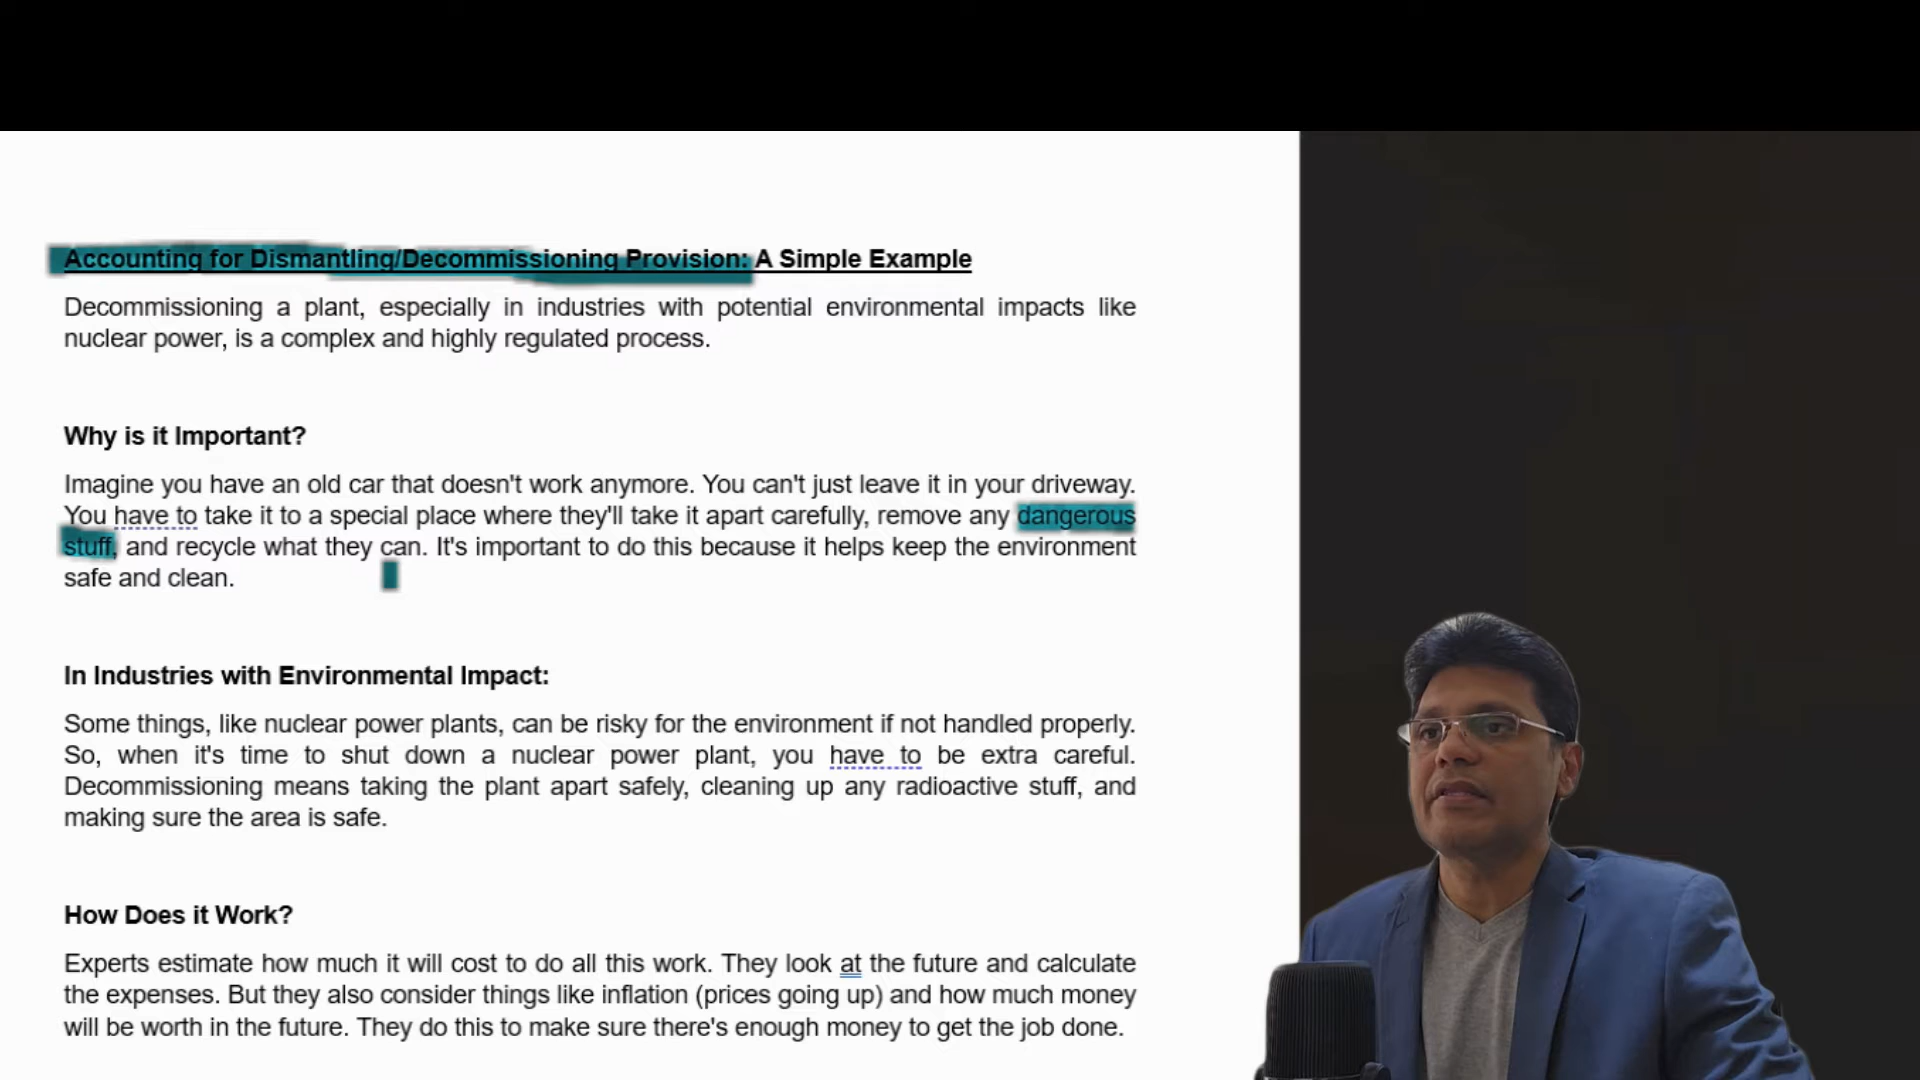 Accounting for Dismantling/Decommissioning Provision: A Simple Example
Decommissioning a plant, especially in industries with potential environmental impacts like
nuclear power, is a complex and highly regulated process.
Why is it Important?
Imagine you have an old car that doesn't work anymore. You can't just leave it in your driveway.
You have to take it to a special place where they'll take it apart carefully, remove any dangerous
stuff, and recycle what they can. It's important to do this because it helps keep the environment
safe and clean.
In Industries with Environmental Impact:
Some things, like nuclear power plants, can be risky for the environment if not handled properly.
So, when it's time to shut down a nuclear power plant, you have to be extra careful.
Decommissioning means taking the plant apart safely, cleaning up any radioactive stuff, and
making sure the area is safe.
How Does it Work?
Experts estimate how much it will cost to do all this work. They look at the future and calculate
the expenses. But they also consider things like inflation (prices going up) and how much money
will be worth in the future. They do this to make sure there's enough money to get the job done.